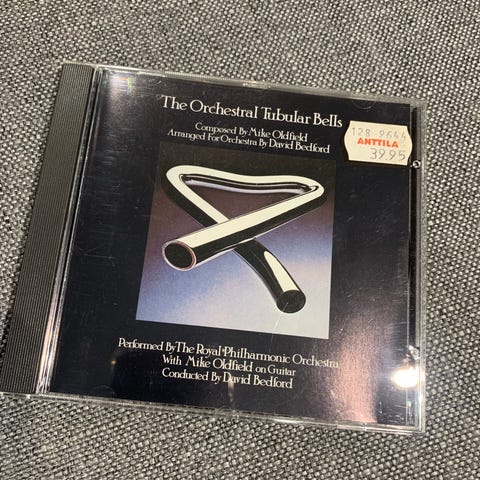 The Orchestral Tubular Bells
Composed By Mike Oldfield
Arranged For Orchestra By David Bedford
128 9644
ANTTILA
39.95
Performed By The Royal Philharmonic Orchestra
With Mike Oldfield on Guitar
Conducted By David Bedford